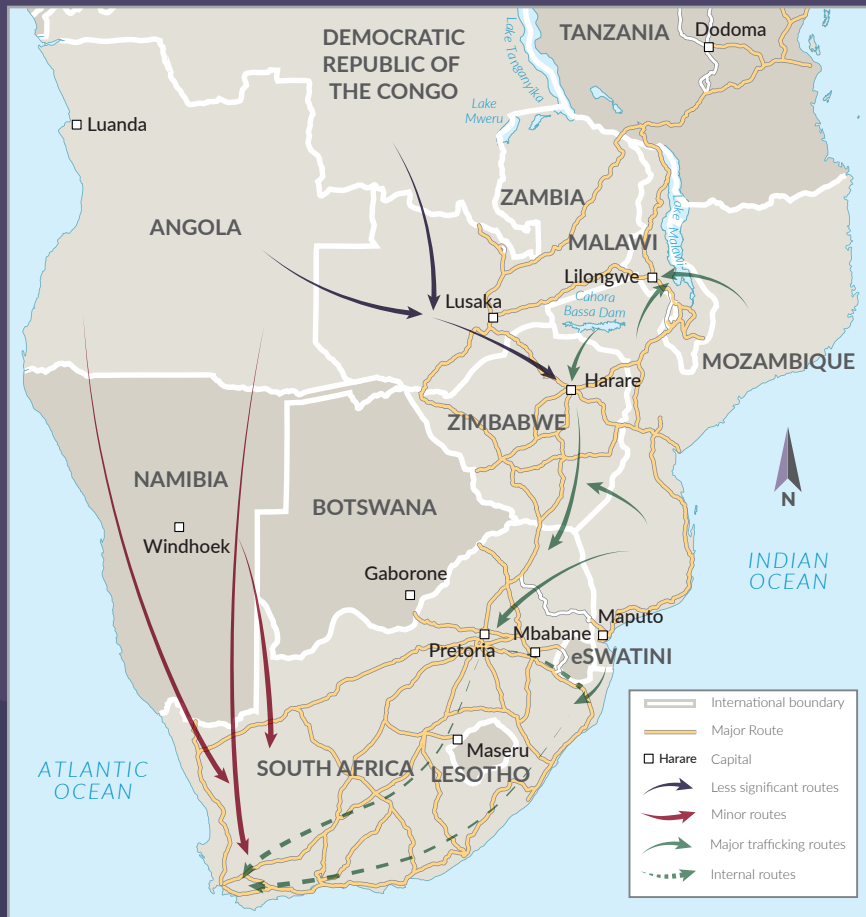 DEMOCRATIC
REPUBLIC OF
THE CONGO
Lake Tanganyika
TANZANIA
Dodoma
Lake
Mweru
Luanda
ZAMBIA
ANGOLA
MALAWI
Lake Malawi
Lilongwe
Lusaka
Cahora
Bassa Dam
MOZAMBIQUE
Harare
ZIMBABWE
NAMIBIA
BOTSWANA
N
Windhoek
INDIAN
OCEAN
Gaborone
Maputo
Mbabane
Pretoria
eSWATINI
Maseru
SOUTH AFRICA
LESOTHO
ATLANTIC
OCEAN
International boundary
Major Route
Harare
Capital
Less significant routes
Minor routes
Major trafficking routes
Internal routes